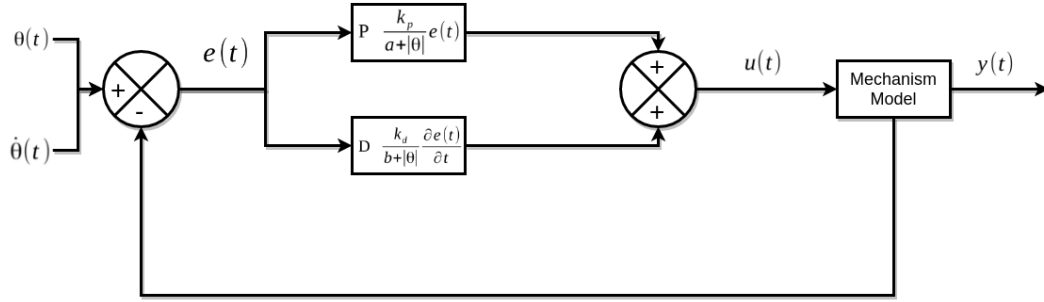 θ(t)
θ̇(t)
+
-
e(t)
P k_p/(a+|θ|) e(t)
D k_d/(b+|θ|) ∂e(t)/∂t
+
+
u(t)
Mechanism
Model
y(t)